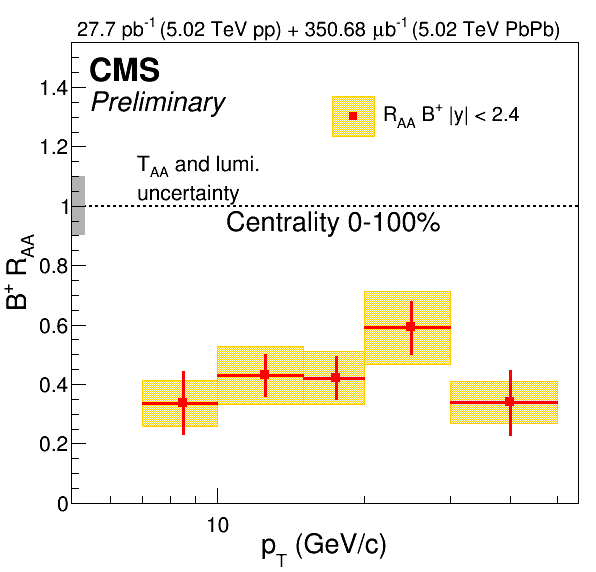 27.7 pb⁻¹ (5.02 TeV pp) + 350.68 μb⁻¹ (5.02 TeV PbPb)
CMS
Preliminary
R_AA B⁺ |y| < 2.4
T_AA and lumi.
uncertainty
Centrality 0-100%
B⁺ R_AA
1.4
1.2
1
0.8
0.6
0.4
0.2
0
10
p_T (GeV/c)